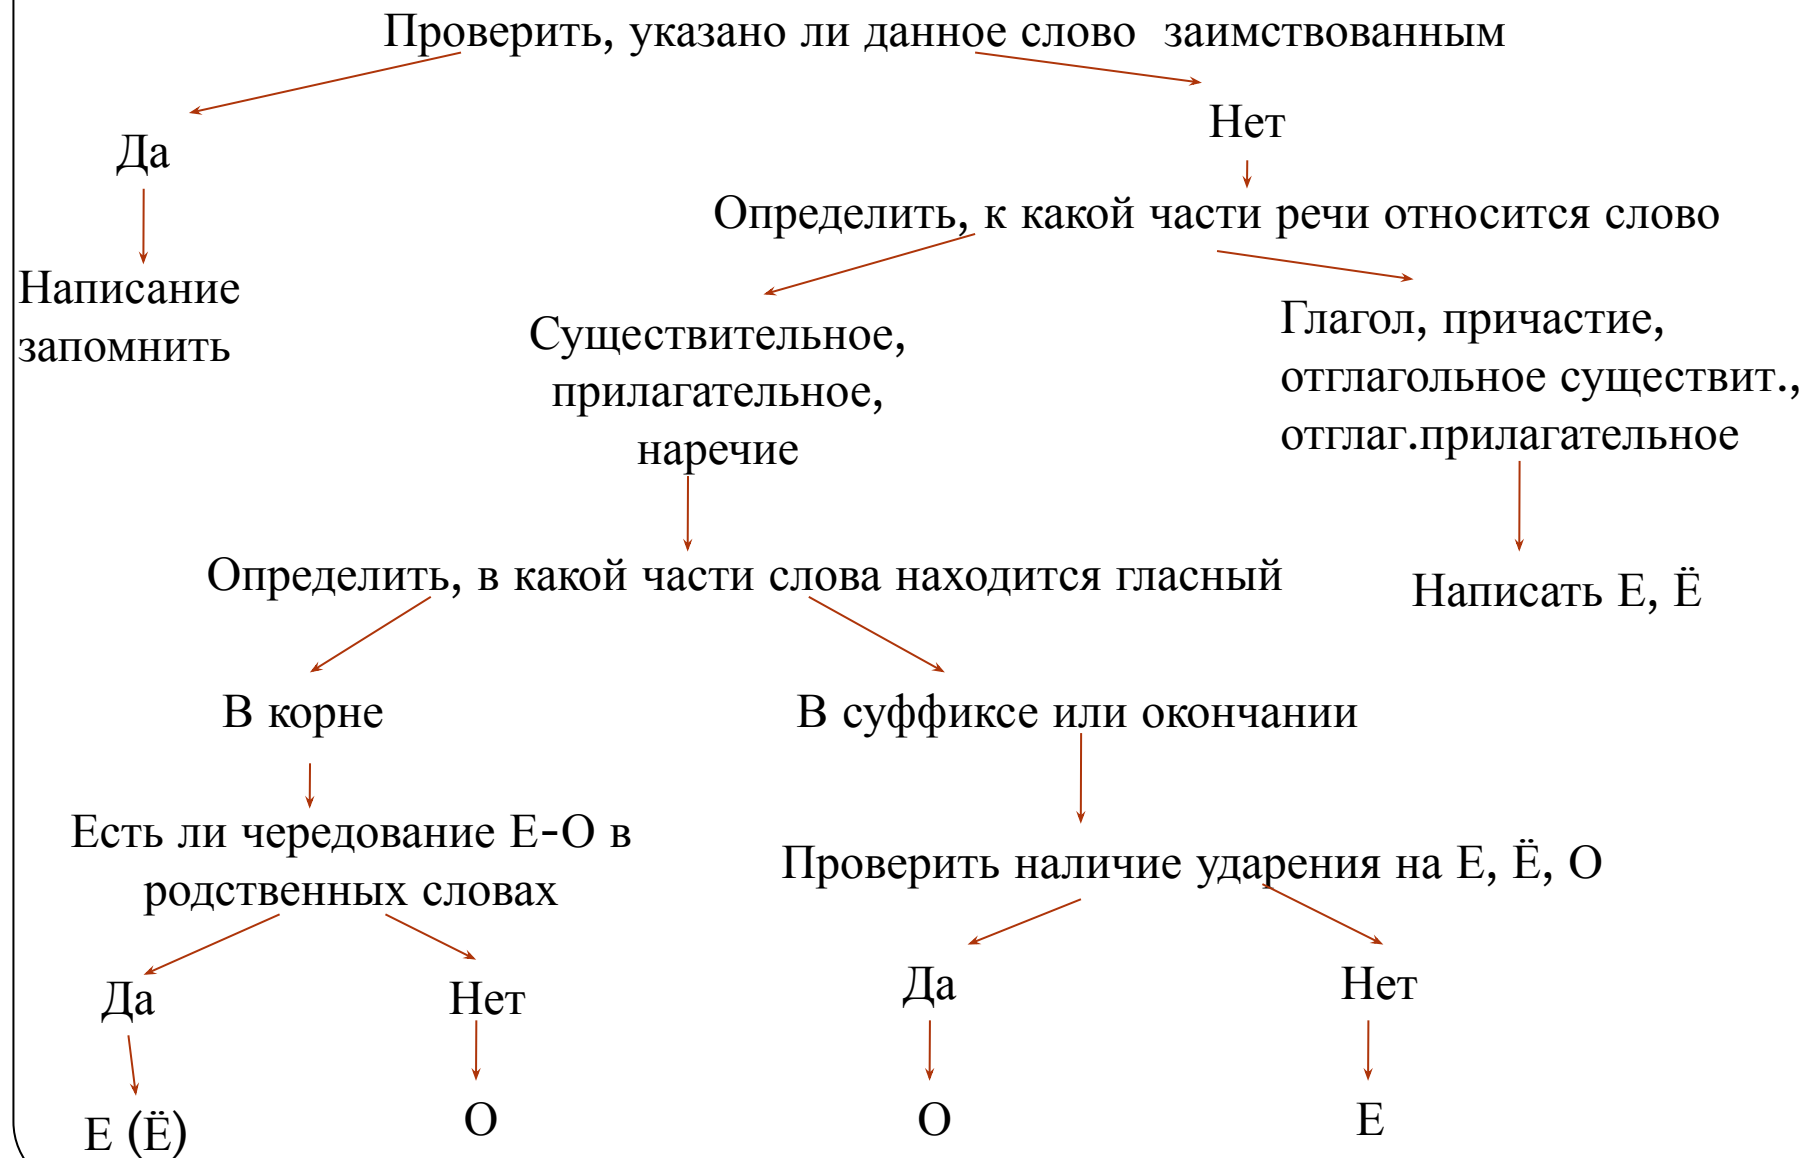 Проверить, указано ли данное слово заимствованным
Да
Нет
Написание
запомнить
Определить, к какой части речи относится слово
Существительное,
прилагательное,
наречие
Глагол, причастие,
отглагольное существит.,
отглаг.прилагательное
Определить, в какой части слова находится гласный
Написать Е, Ё
В корне
В суффиксе или окончании
Есть ли чередование Е-О в
родственных словах
Проверить наличие ударения на Е, Ё, О
Да
Нет
Да
Нет
Е (Ё)
О
О
Е